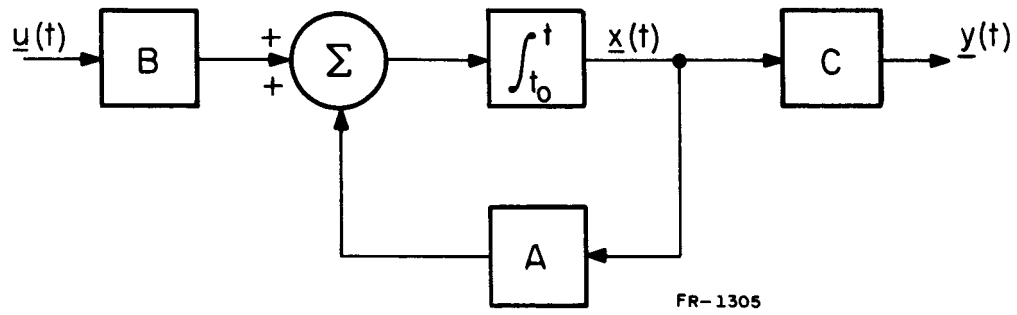 u(t)
B
+
+
Σ
∫ t t₀
x(t)
C
y(t)
A
FR-1305